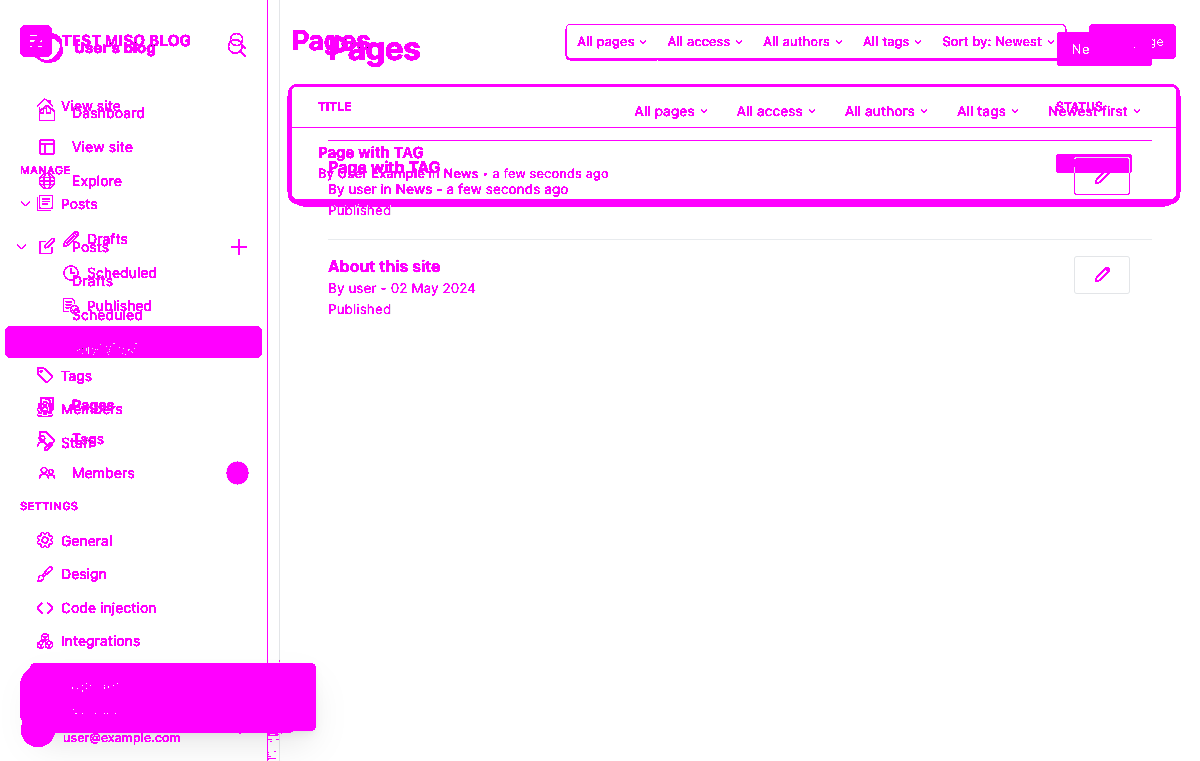 TEST MISO BLOG
user's Blog
View site
Dashboard
View site
MANAGE
Explore
Posts
Drafts
Posts
Scheduled
Drafts
Published
Scheduled
Tags
Pages
Members
Staff
Tags
Members
SETTINGS
General
Design
Code injection
Integrations
user@example.com
Pages
Pages
All pages
All access
All authors
All tags
Sort by: Newest
TITLE
STATUS
All pages
All access
All authors
All tags
Newest first
Page with TAG
By User Example in News • a few seconds ago
Page with TAG
By user in News - a few seconds ago
Published
About this site
By user - 02 May 2024
Published